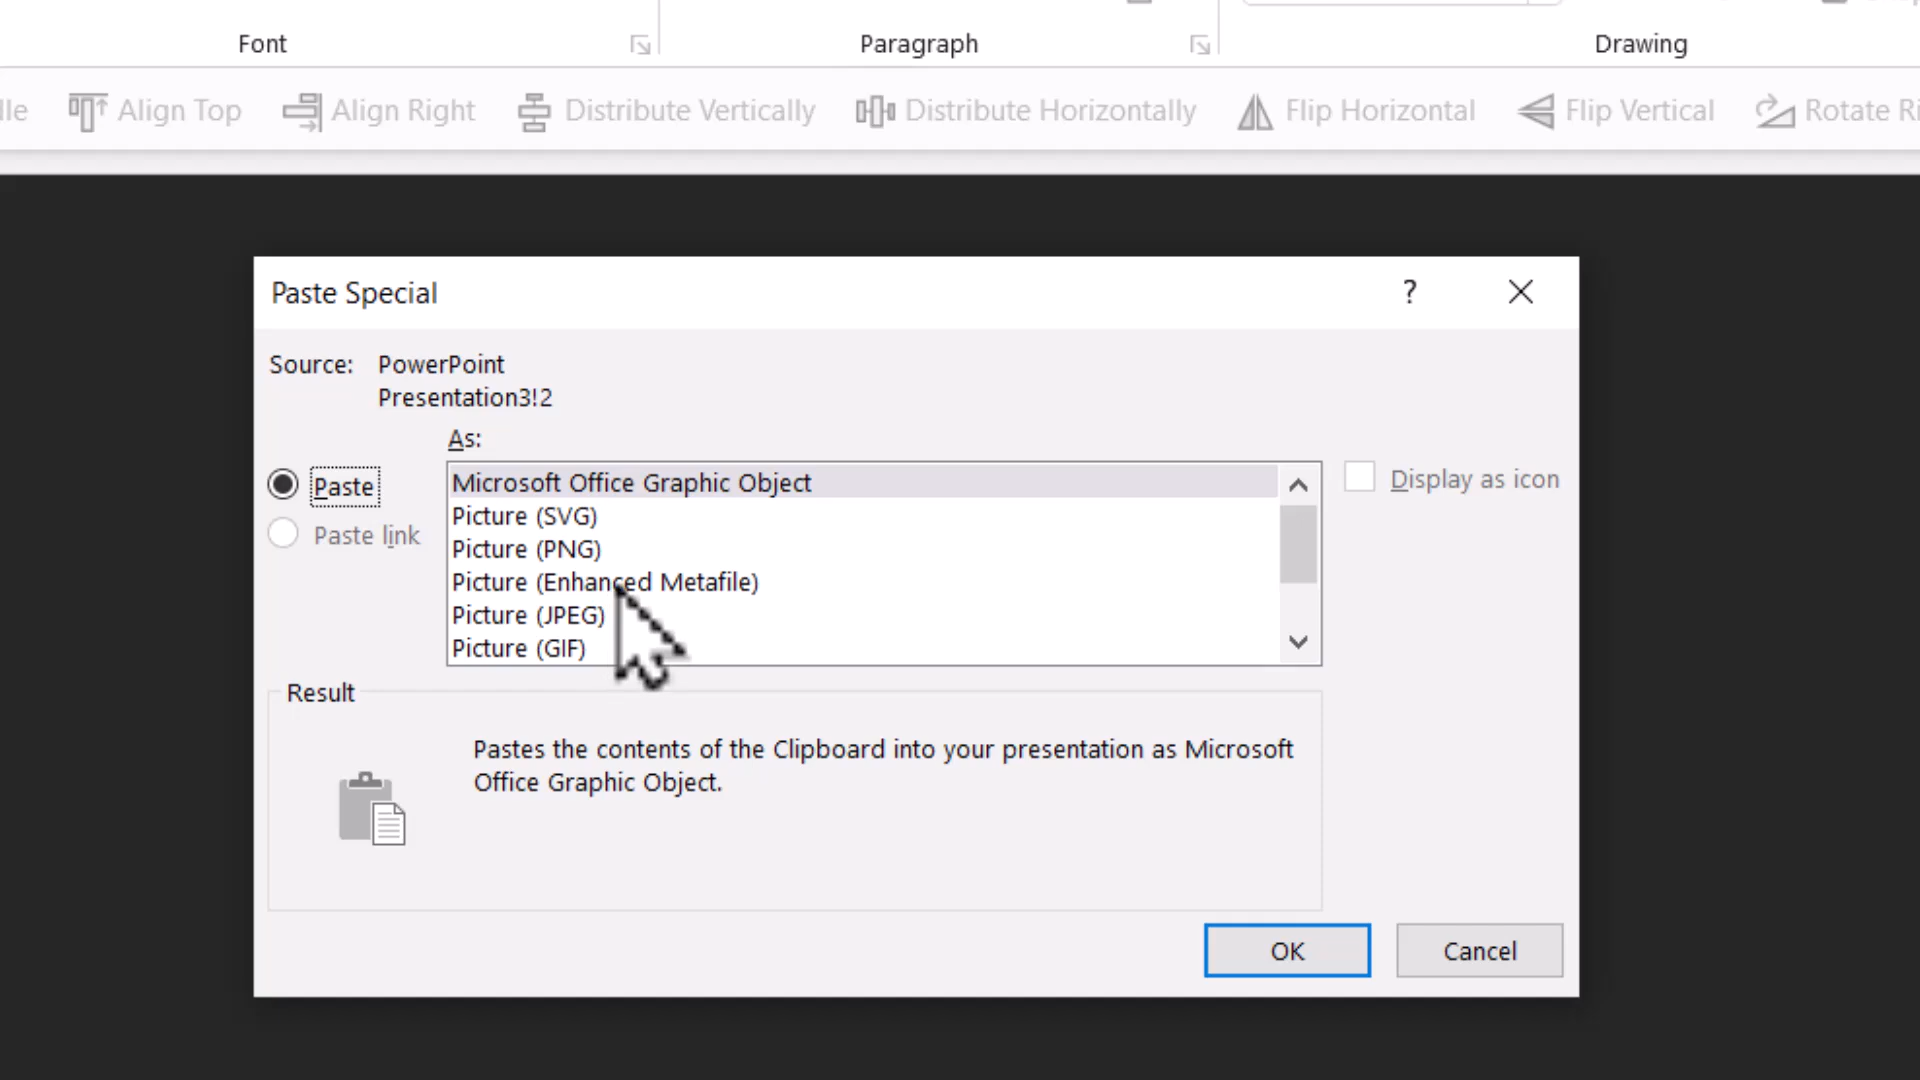 Font
Paragraph
Drawing
Align Top
Align Right
Distribute Vertically
Distribute Horizontally
Flip Horizontal
Flip Vertical
Rotate
Paste Special
?
Source: PowerPoint
Presentation3!2
As:
Paste
Paste link
Microsoft Office Graphic Object
Picture (SVG)
Picture (PNG)
Picture (Enhanced Metafile)
Picture (JPEG)
Picture (GIF)
Display as icon
Result
Pastes the contents of the Clipboard into your presentation as Microsoft
Office Graphic Object.
OK
Cancel